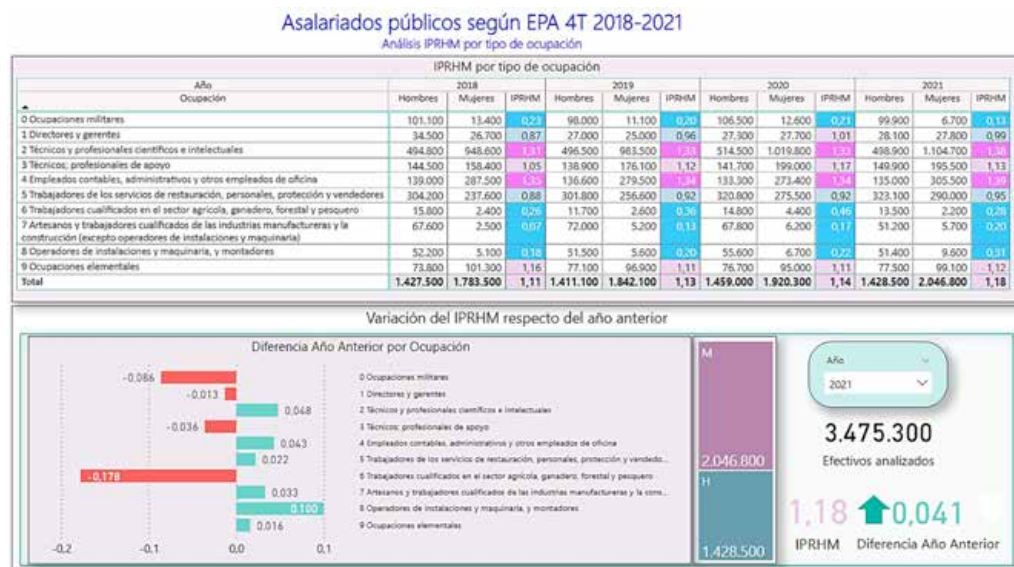 Asalariados públicos según EPA 4T 2018-2021
Análisis IPRHM por tipo de ocupación
IPRHM por tipo de ocupación
Año 2018 2019 2020 2021
Ocupación Hombres Mujeres IPRHM Hombres Mujeres IPRHM Hombres Mujeres IPRHM Hombres Mujeres IPRHM
0 Ocupaciones militares 101.100 13.400 0,23 98.000 11.100 0,20 106.500 12.600 0,21 99.900 6.700 0,13
1 Directores y gerentes 34.500 26.700 0,87 27.000 25.000 0,96 27.300 27.700 1,01 28.100 27.800 0,99
2 Técnicos y profesionales científicos e intelectuales 494.800 948.600 1,31 496.500 983.500 1,33 514.500 1.019.800 1,33 498.900 1.104.700 1,38
3 Técnicos; profesionales de apoyo 144.500 158.400 1,05 138.900 176.100 1,12 141.700 199.000 1,17 149.900 195.500 1,13
4 Empleados contables, administrativos y otros empleados de oficina 139.000 287.500 1,35 136.600 279.500 1,34 133.300 273.400 1,34 135.000 305.500 1,39
5 Trabajadores de los servicios de restauración, personales, protección y vendedores 304.200 237.600 0,88 301.800 256.600 0,92 320.800 275.500 0,92 323.100 290.000 0,95
6 Trabajadores cualificados en el sector agrícola, ganadero, forestal y pesquero 15.800 2.400 0,26 11.700 2.600 0,36 14.800 4.400 0,46 13.500 2.200 0,28
7 Artesanos y trabajadores cualificados de las industrias manufactureras y la 67.600 2.500 0,07 72.000 5.200 0,13 67.800 6.200 0,17 51.200 5.700 0,20
construcción (excepto operadores de instalaciones y maquinaria)
8 Operadores de instalaciones y maquinaria, y montadores 52.200 5.100 0,18 51.500 5.600 0,20 55.600 6.700 0,22 51.400 9.600 0,31
9 Ocupaciones elementales 73.800 101.300 1,16 77.100 96.900 1,11 76.700 95.000 1,11 77.500 99.100 1,12
Total 1.427.500 1.783.500 1,11 1.411.100 1.842.100 1,13 1.459.000 1.920.300 1,14 1.428.500 2.046.800 1,18
Variación del IPRHM respecto del año anterior
Diferencia Año Anterior por Ocupación
-0,086 0 Ocupaciones militares
-0,013 1 Directores y gerentes
0,048 2 Técnicos y profesionales científicos e intelectuales
-0,036 3 Técnicos; profesionales de apoyo
0,043 4 Empleados contables, administrativos y otros empleados de oficina
0,022 5 Trabajadores de los servicios de restauración, personales, protección y vendedo...
-0,178 6 Trabajadores cualificados en el sector agrícola, ganadero, forestal y pesquero
0,033 7 Artesanos y trabajadores cualificados de las industrias manufactureras y la cons...
0,100 8 Operadores de instalaciones y maquinaria, y montadores
0,016 9 Ocupaciones elementales
-0,2 -0,1 0,0 0,1
M
2.046.800
H
1.428.500
Año
2021
3.475.300
Efectivos analizados
1,18 0,041
IPRHM Diferencia Año Anterior